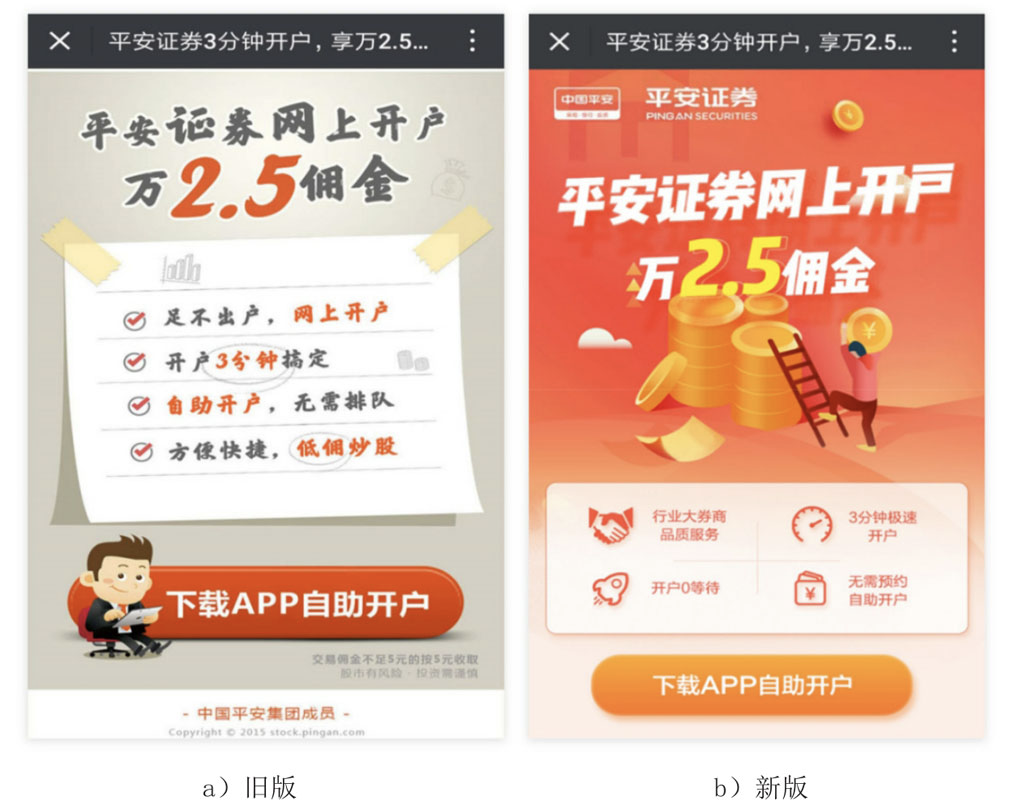 平安证券3分钟开户，享万2.5...
平安证券网上开户
万2.5佣金
足不出户，网上开户
开户3分钟搞定
自助开户，无需排队
方便快捷，低佣炒股
下载APP自助开户
交易佣金不足5元的按5元收取
股市有风险·投资需谨慎
- 中国平安集团成员 -
Copyright © 2015 stock.pingan.com
a）旧版
平安证券3分钟开户，享万2.5...
中国平安
平安证券
PINGAN SECURITIES
平安证券网上开户
万2.5佣金
行业大券商
品质服务
3分钟极速
开户
开户0等待
无需预约
自助开户
下载APP自助开户
b）新版